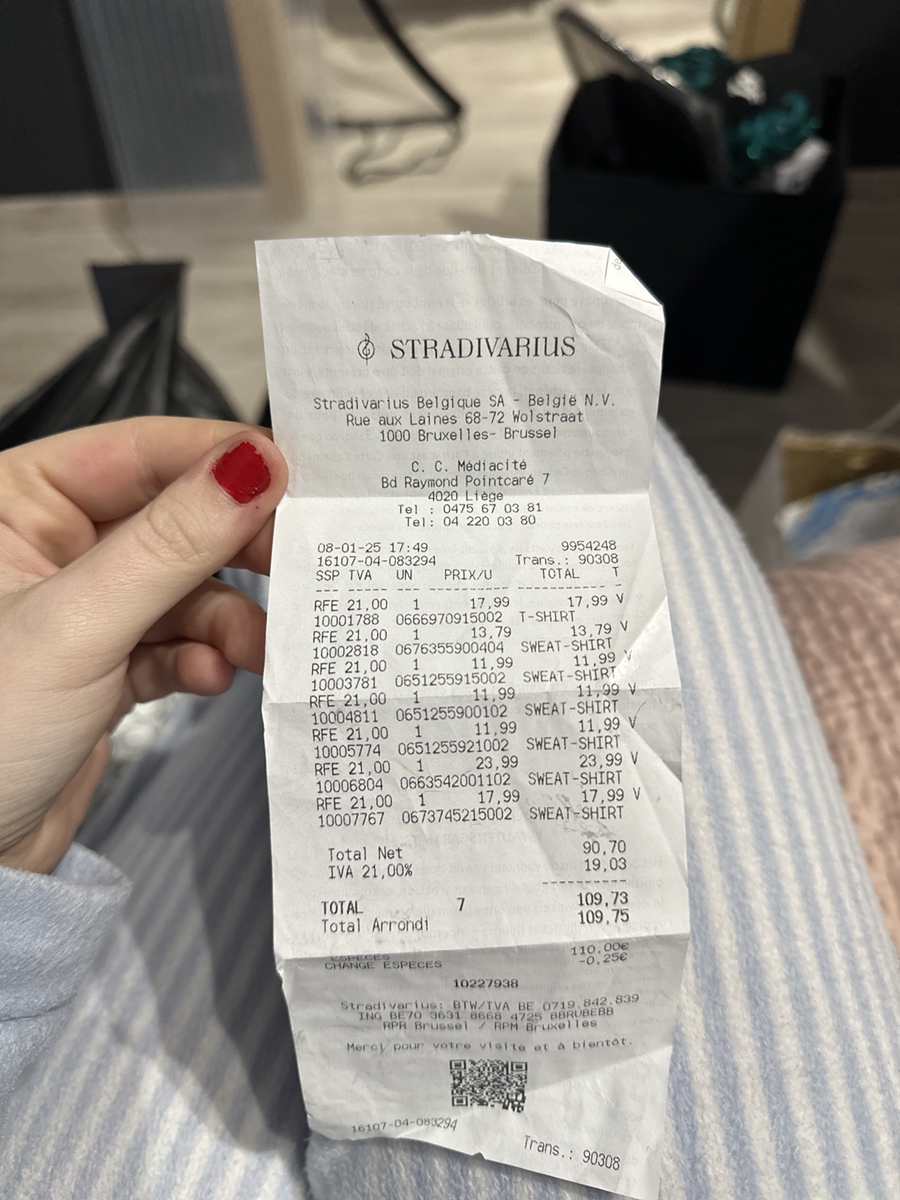 STRADIVARIUS
Stradivarius Belgique SA - België N.V.
Rue aux Laines 68-72 Wolstraat
1000 Bruxelles- Brussel
C. C. Médiacité
Bd Raymond Pointcaré 7
4020 Liège
Tel : 0475 67 03 81
Tel: 04 220 03 80
08-01-25 17:49 9954248
16107-04-083294 Trans.: 90308
SSP TVA UN PRIX/U TOTAL T
--- ----- -- ------- ------- -
RFE 21,00 1 17,99 17,99 V
10001788 0666970915002 T-SHIRT
RFE 21,00 1 13,79 13,79 V
10002818 0676355900404 SWEAT-SHIRT
RFE 21,00 1 11,99 11,99 V
10003781 0651255915002 SWEAT-SHIRT
RFE 21,00 1 11,99 11,99 V
10004811 0651255900102 SWEAT-SHIRT
RFE 21,00 1 11,99 11,99 V
10005774 0651255921002 SWEAT-SHIRT
RFE 21,00 1 23,99 23,99 V
10006804 0663542001102 SWEAT-SHIRT
RFE 21,00 1 17,99 17,99 V
10007767 0673745215002 SWEAT-SHIRT
Total Net 90,70
IVA 21,00% 19,03
---------
TOTAL 7 109,73
Total Arrondi 109,75
ESPECES 110,00€
CHANGE ESPECES -0,25€
10227938
Stradivarius: BTW/TVA BE 0719.842.839
ING BE70 3631 8668 4725 BBRUBEBB
RPR Brussel / RPM Bruxelles
Merci pour votre visite et à bientôt.
16107-04-083294
Trans.: 90308